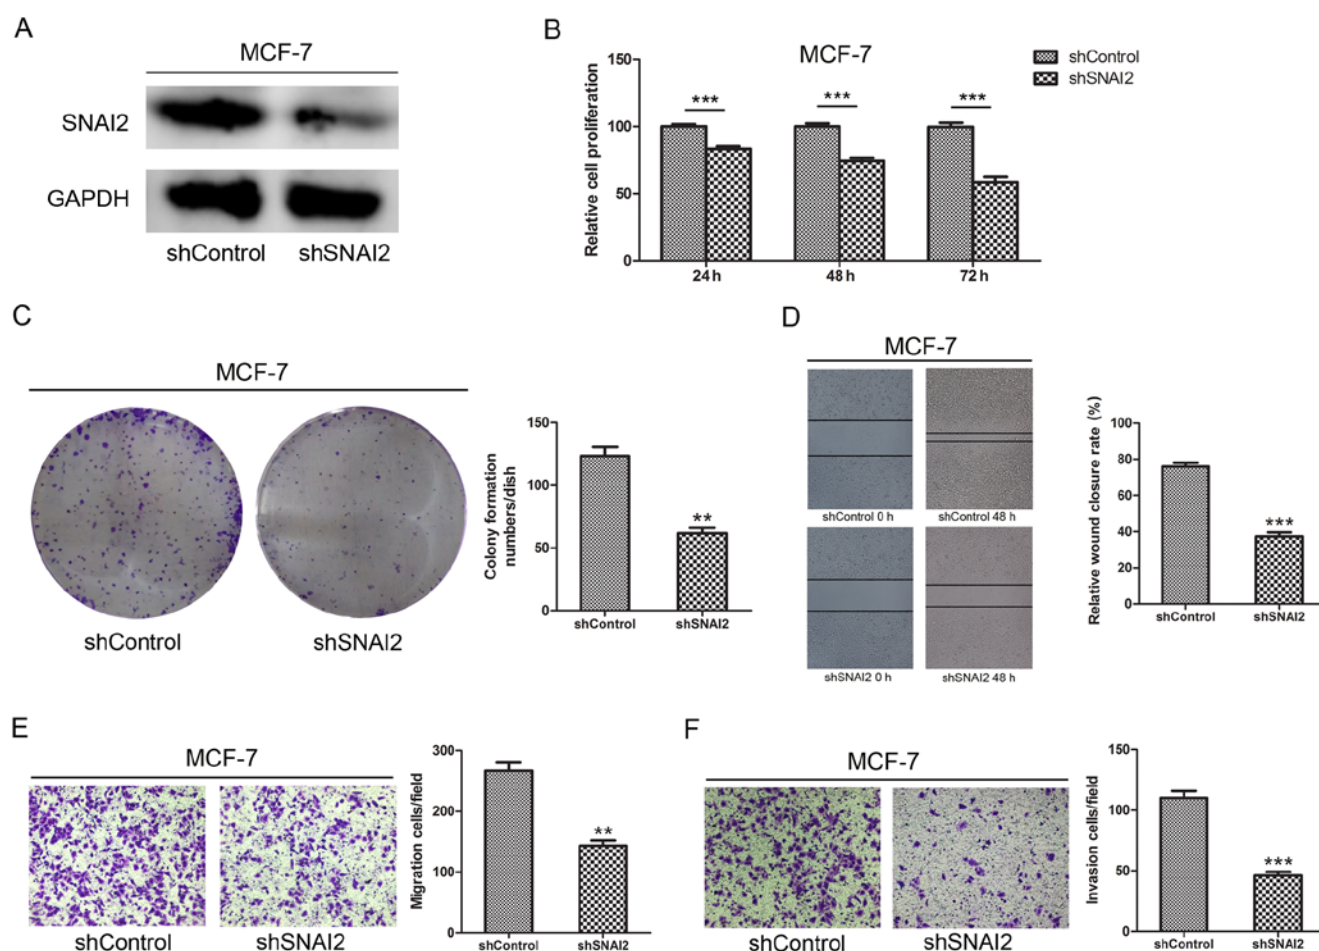 A
MCF-7
SNAI2
GAPDH
shControl shSNAI2
B
MCF-7
shControl
shSNAI2
Relative cell proliferation
150
100
50
0
***
***
***
24 h 48 h 72 h
C
MCF-7
shControl shSNAI2
Colony formation
numbers/dish
150
100
50
0
**
shControl shSNAI2
D
MCF-7
shControl 0 h shControl 48 h
shSNAI2 0 h shSNAI2 48 h
Relative wound closure rate (%)
100
80
60
40
20
0
***
shControl shSNAI2
E
MCF-7
shControl shSNAI2
Migration cells/field
300
200
100
0
**
shControl shSNAI2
F
MCF-7
shControl shSNAI2
Invasion cells/field
150
100
50
0
***
shControl shSNAI2